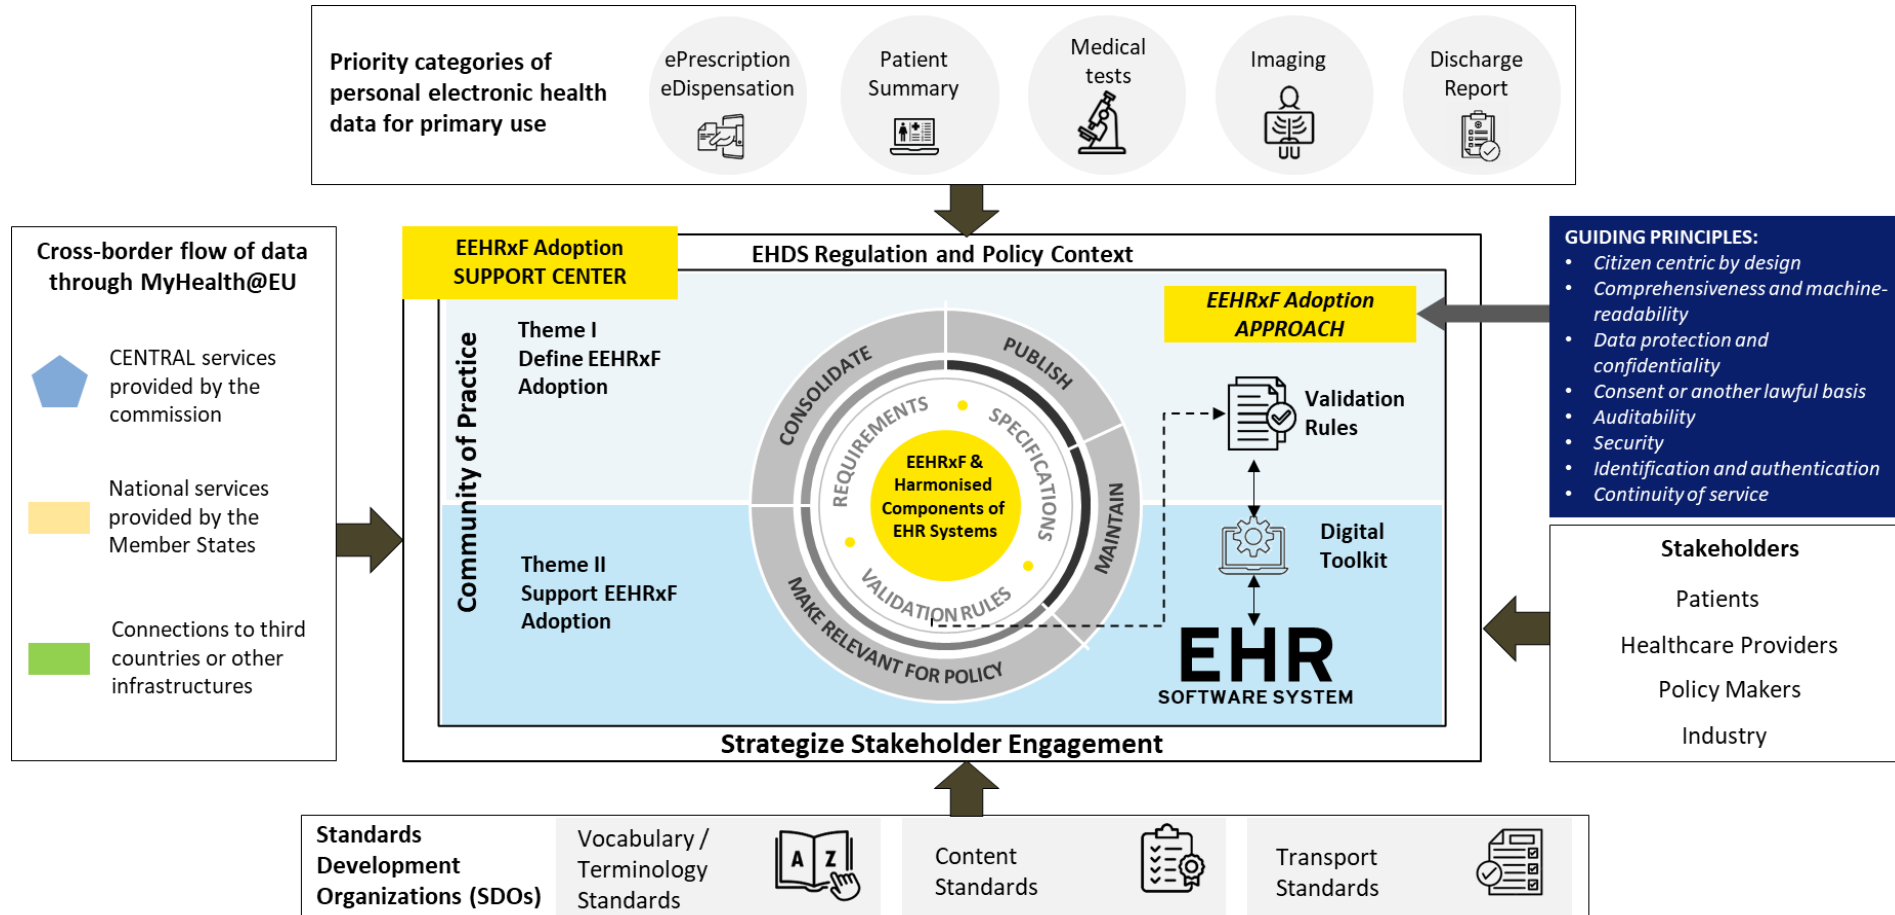 Priority categories of
personal electronic health
data for primary use
ePrescription
eDispensation
Patient
Summary
Medical
tests
Imaging
Discharge
Report
Cross-border flow of data
through MyHealth@EU
CENTRAL services
provided by the
commission
National services
provided by the
Member States
Connections to third
countries or other
infrastructures
EEHRxF Adoption
SUPPORT CENTER
EHDS Regulation and Policy Context
Community of Practice
Theme I
Define EEHRxF
Adoption
Theme II
Support EEHRxF
Adoption
CONSOLIDATE
PUBLISH
MAINTAIN
MAKE RELEVANT FOR POLICY
REQUIREMENTS
SPECIFICATIONS
VALIDATION RULES
EEHRxF &
Harmonised
Components of
EHR Systems
EEHRxF Adoption
APPROACH
Validation
Rules
Digital
Toolkit
EHR
SOFTWARE SYSTEM
Strategize Stakeholder Engagement
GUIDING PRINCIPLES:
• Citizen centric by design
• Comprehensiveness and machine-
readability
• Data protection and
confidentiality
• Consent or another lawful basis
• Auditability
• Security
• Identification and authentication
• Continuity of service
Stakeholders
Patients
Healthcare Providers
Policy Makers
Industry
Standards
Development
Organizations (SDOs)
Vocabulary /
Terminology
Standards
A Z
Content
Standards
Transport
Standards